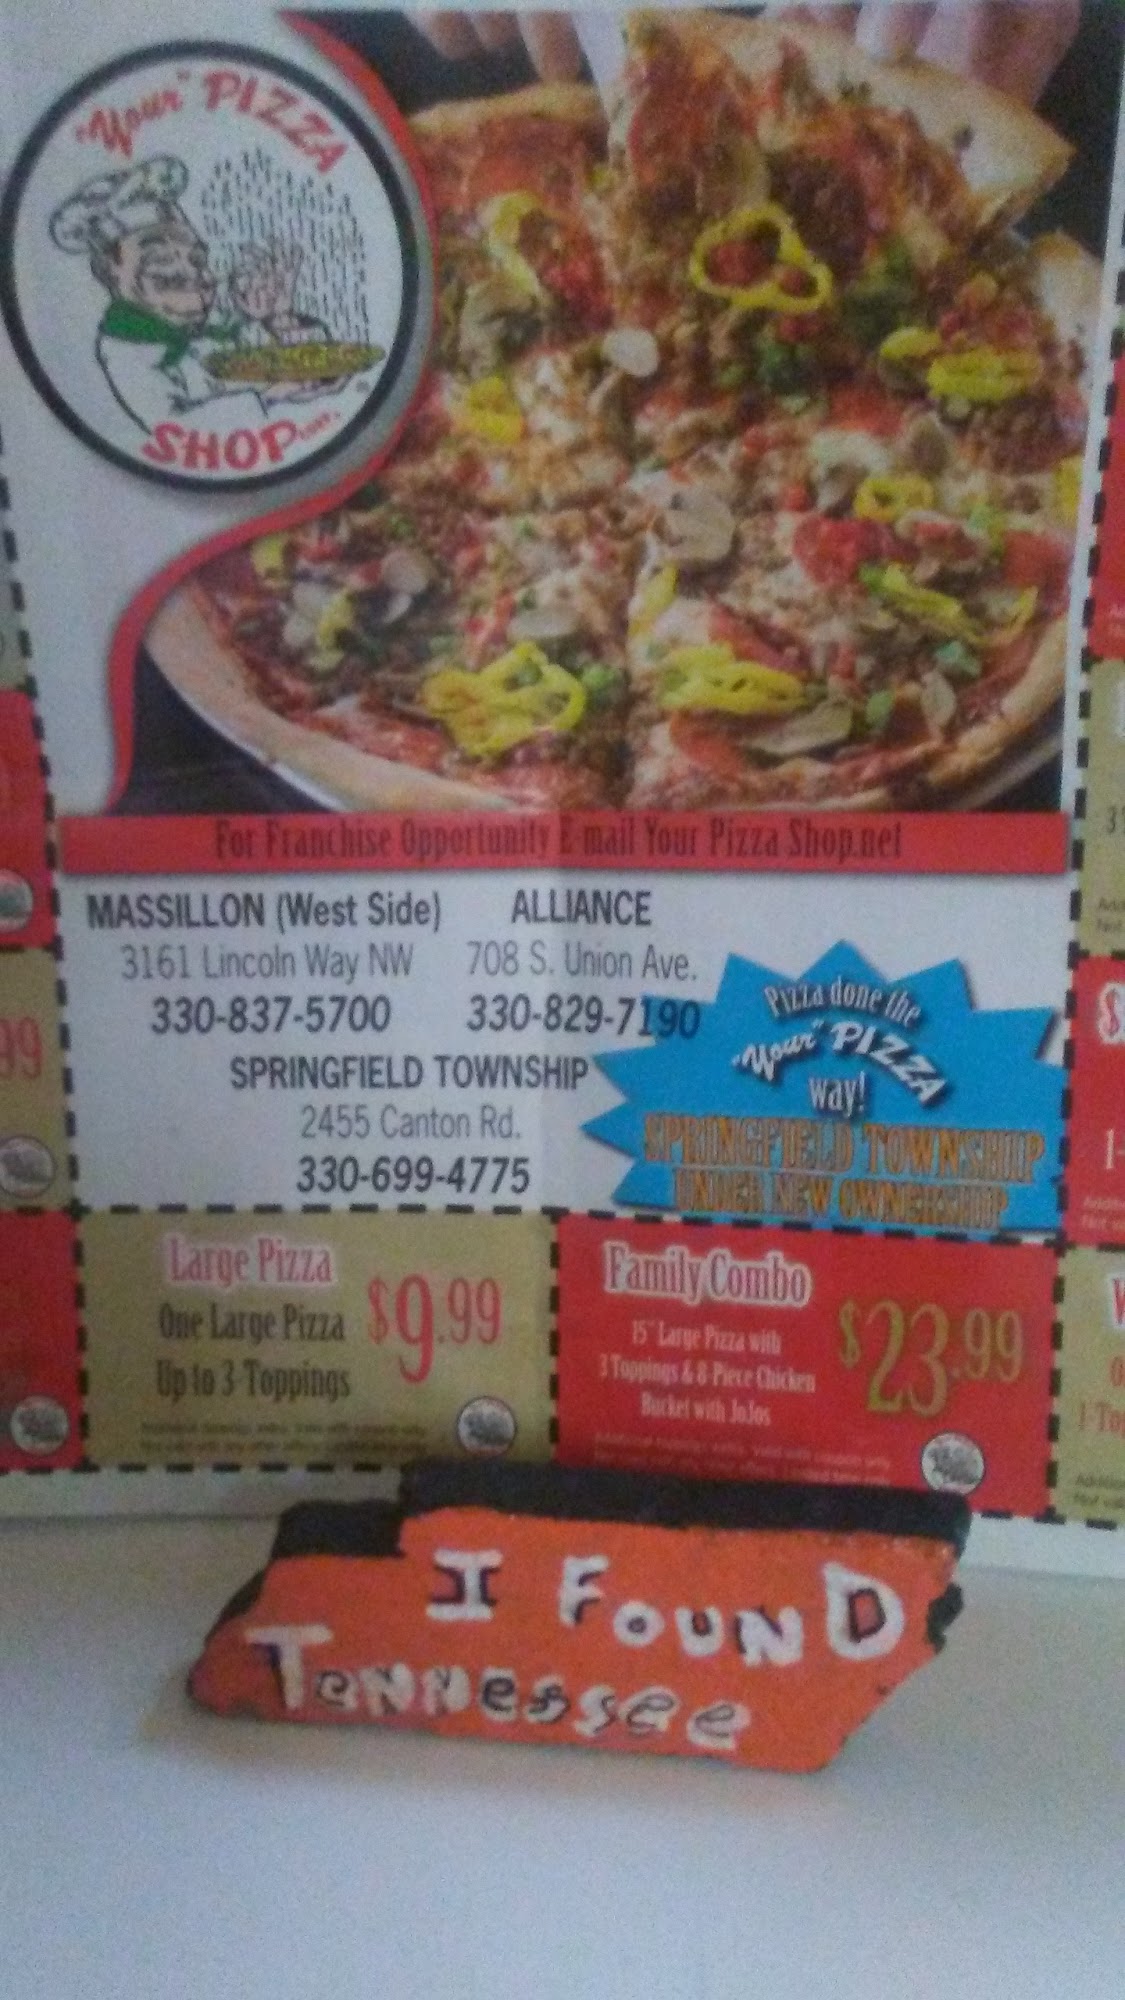 "Your" PIZZA
SHOP
For Franchise Opportunity E-mail Your Pizza Shop.net
MASSILLON (West Side)
3161 Lincoln Way NW
330-837-5700
ALLIANCE
708 S. Union Ave.
330-829-7190
SPRINGFIELD TOWNSHIP
2455 Canton Rd.
330-699-4775
Pizza done the
"Your" PIZZA
way!
SPRINGFIELD TOWNSHIP
UNDER NEW OWNERSHIP
99
Large Pizza
One Large Pizza
Up to 3-Toppings
$9.99
Family Combo
15" Large Pizza with
3 Toppings & 8-Piece Chicken
Bucket with JoJos
$23.99
I FOUND
Tennessee